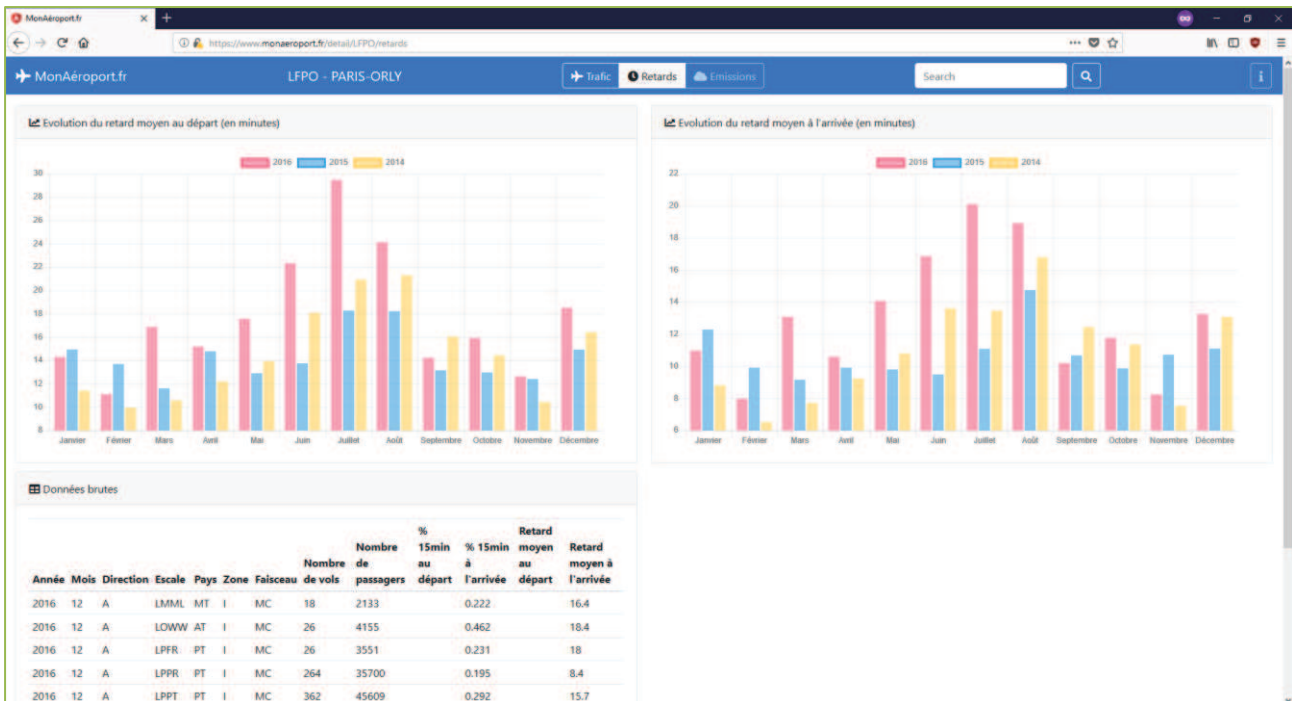 MonAéroport.fr
https://www.monaeroport.fr/detail/LFPO/retards
MonAéroport.fr LFPO - PARIS-ORLY Trafic Retards Emissions Search
Evolution du retard moyen au départ (en minutes)
2016 2015 2014
30
28
26
24
22
20
18
16
14
12
10
8
Janvier Février Mars Avril Mai Juin Juillet Août Septembre Octobre Novembre Décembre
Evolution du retard moyen à l'arrivée (en minutes)
2016 2015 2014
22
20
18
16
14
12
10
8
6
Janvier Février Mars Avril Mai Juin Juillet Août Septembre Octobre Novembre Décembre
Données brutes
Année Mois Direction Escale Pays Zone Faisceau Nombre de vols Nombre de passagers % 15min au départ % 15min à l'arrivée Retard moyen au départ Retard moyen à l'arrivée
2016 12 A LMML MT I MC 18 2133 0.222 16.4
2016 12 A LOWW AT I MC 26 4155 0.462 18.4
2016 12 A LPFR PT I MC 26 3551 0.231 18
2016 12 A LPPR PT I MC 264 35700 0.195 8.4
2016 12 A LPPT PT I MC 362 45609 0.292 15.7